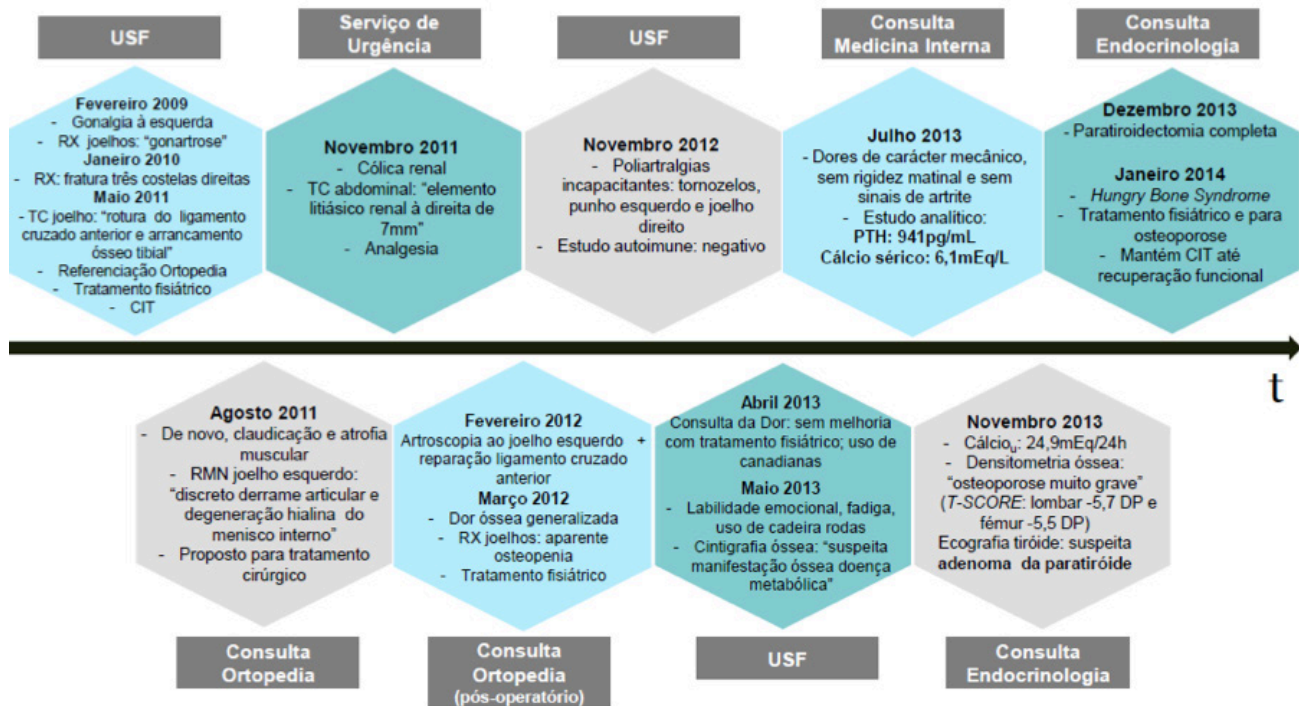 USF
Fevereiro 2009
- Gonalgia à esquerda
- RX joelhos: “gonartrose”
Janeiro 2010
- RX: fratura três costelas direitas
Maio 2011
- TC joelho: “rotura do ligamento
cruzado anterior e arrancamento
ósseo tibial”
- Referenciação Ortopedia
- Tratamento fisiátrico
- CIT
Agosto 2011
- De novo, claudicação e atrofia
muscular
- RMN joelho esquerdo:
“discreto derrame articular e
degeneração hialina do
menisco interno”
- Proposto para tratamento
cirúrgico
Consulta
Ortopedia
Serviço de
Urgência
Novembro 2011
- Cólica renal
- TC abdominal: “elemento
litiásico renal à direita de
7mm”
- Analgesia
Fevereiro 2012
Artroscopia ao joelho esquerdo +
reparação ligamento cruzado
anterior
Março 2012
- Dor óssea generalizada
- RX joelhos: aparente
osteopenia
- Tratamento fisiátrico
Consulta
Ortopedia
(pós-operatório)
USF
Novembro 2012
- Poliartralgias
incapacitantes: tornozelos,
punho esquerdo e joelho
direito
- Estudo autoimune: negativo
Abril 2013
Consulta da Dor: sem melhoria
com tratamento fisiátrico; uso de
canadianas
Maio 2013
- Labilidade emocional, fadiga,
uso de cadeira rodas
- Cintigrafia óssea: “suspeita
manifestação óssea doença
metabólica”
USF
Consulta
Medicina Interna
Julho 2013
- Dores de carácter mecânico,
sem rigidez matinal e sem
sinais de artrite
- Estudo analítico:
PTH: 941pg/mL
Cálcio sérico: 6,1mEq/L
Novembro 2013
- Cálcioᵤ: 24,9mEq/24h
- Densitometria óssea:
“osteoporose muito grave”
(T-SCORE: lombar -5,7 DP e
fémur -5,5 DP)
Ecografia tiróide: suspeita
adenoma da paratiróide
Consulta
Endocrinologia
Consulta
Endocrinologia
Dezembro 2013
- Paratiroidectomia completa
Janeiro 2014
- Hungry Bone Syndrome
- Tratamento fisiátrico e para
osteoporose
- Mantém CIT até
recuperação funcional
t